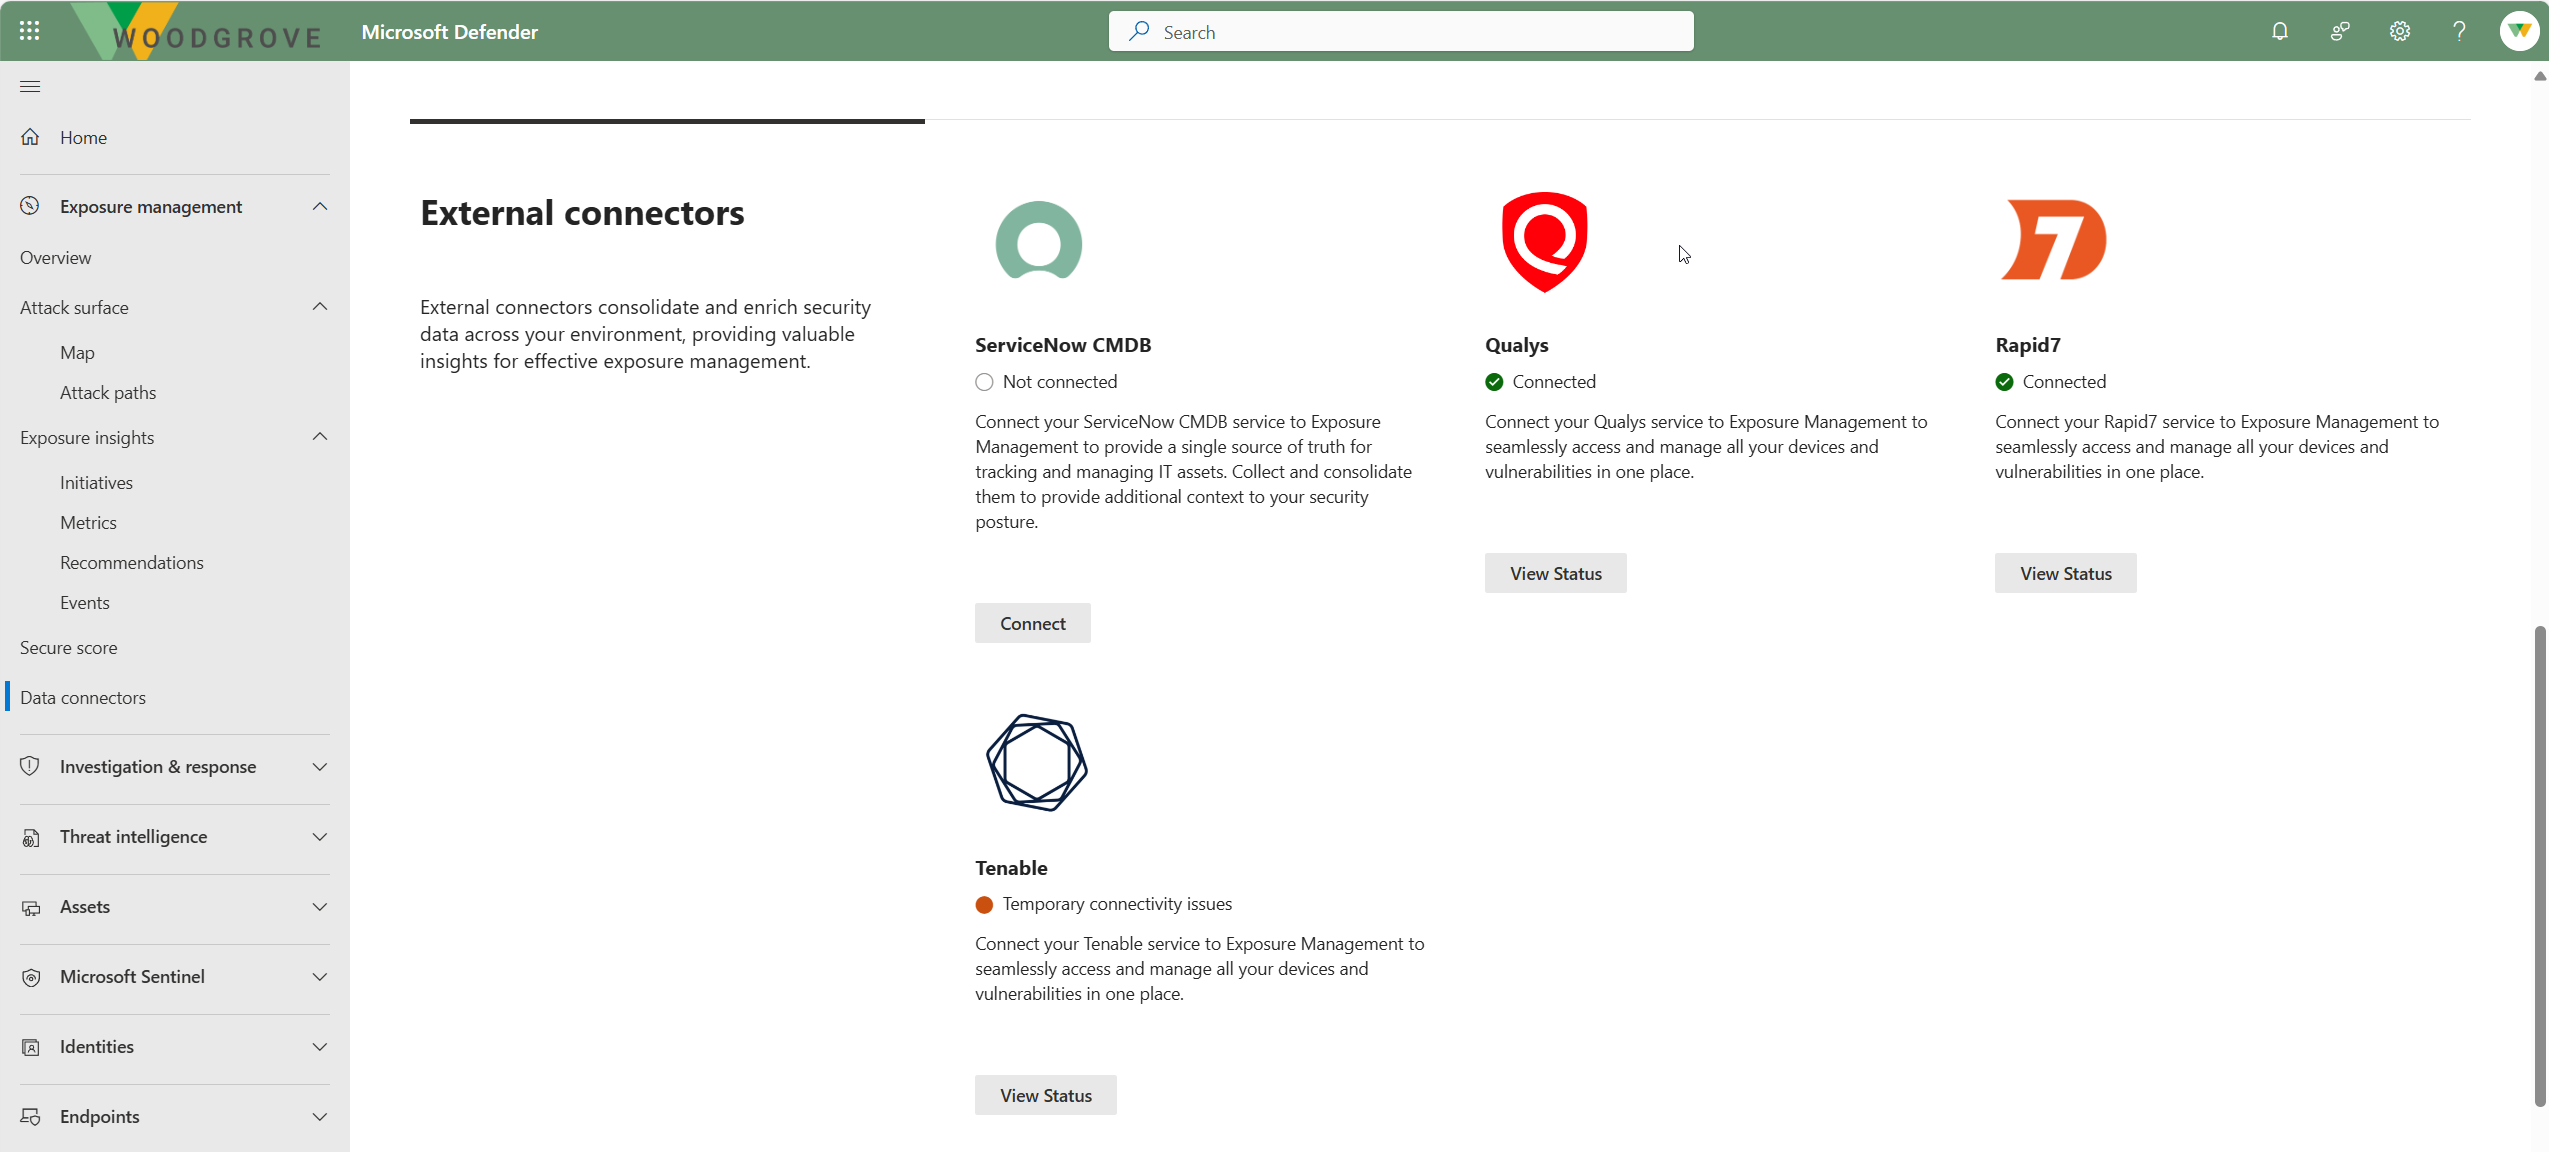 WOODGROVE
Microsoft Defender
Search
Home
Exposure management
Overview
Attack surface
Map
Attack paths
Exposure insights
Initiatives
Metrics
Recommendations
Events
Secure score
Data connectors
Investigation & response
Threat intelligence
Assets
Microsoft Sentinel
Identities
Endpoints
External connectors
External connectors consolidate and enrich security
data across your environment, providing valuable
insights for effective exposure management.
ServiceNow CMDB
Not connected
Connect your ServiceNow CMDB service to Exposure
Management to provide a single source of truth for
tracking and managing IT assets. Collect and consolidate
them to provide additional context to your security
posture.
Connect
Qualys
Connected
Connect your Qualys service to Exposure Management to
seamlessly access and manage all your devices and
vulnerabilities in one place.
View Status
7
Rapid7
Connected
Connect your Rapid7 service to Exposure Management to
seamlessly access and manage all your devices and
vulnerabilities in one place.
View Status
Tenable
Temporary connectivity issues
Connect your Tenable service to Exposure Management to
seamlessly access and manage all your devices and
vulnerabilities in one place.
View Status